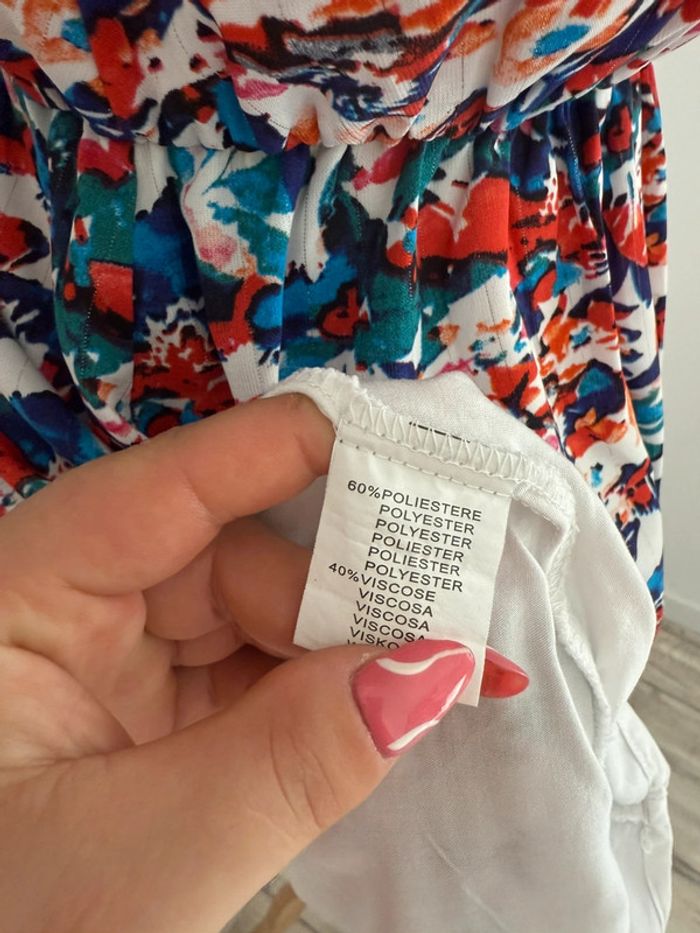 60%POLIESTERE
POLYESTER
POLYESTER
POLIESTER
POLIESTER
POLYESTER
40%VISCOSE
VISCOSA
VISCOSA
VISCOSA